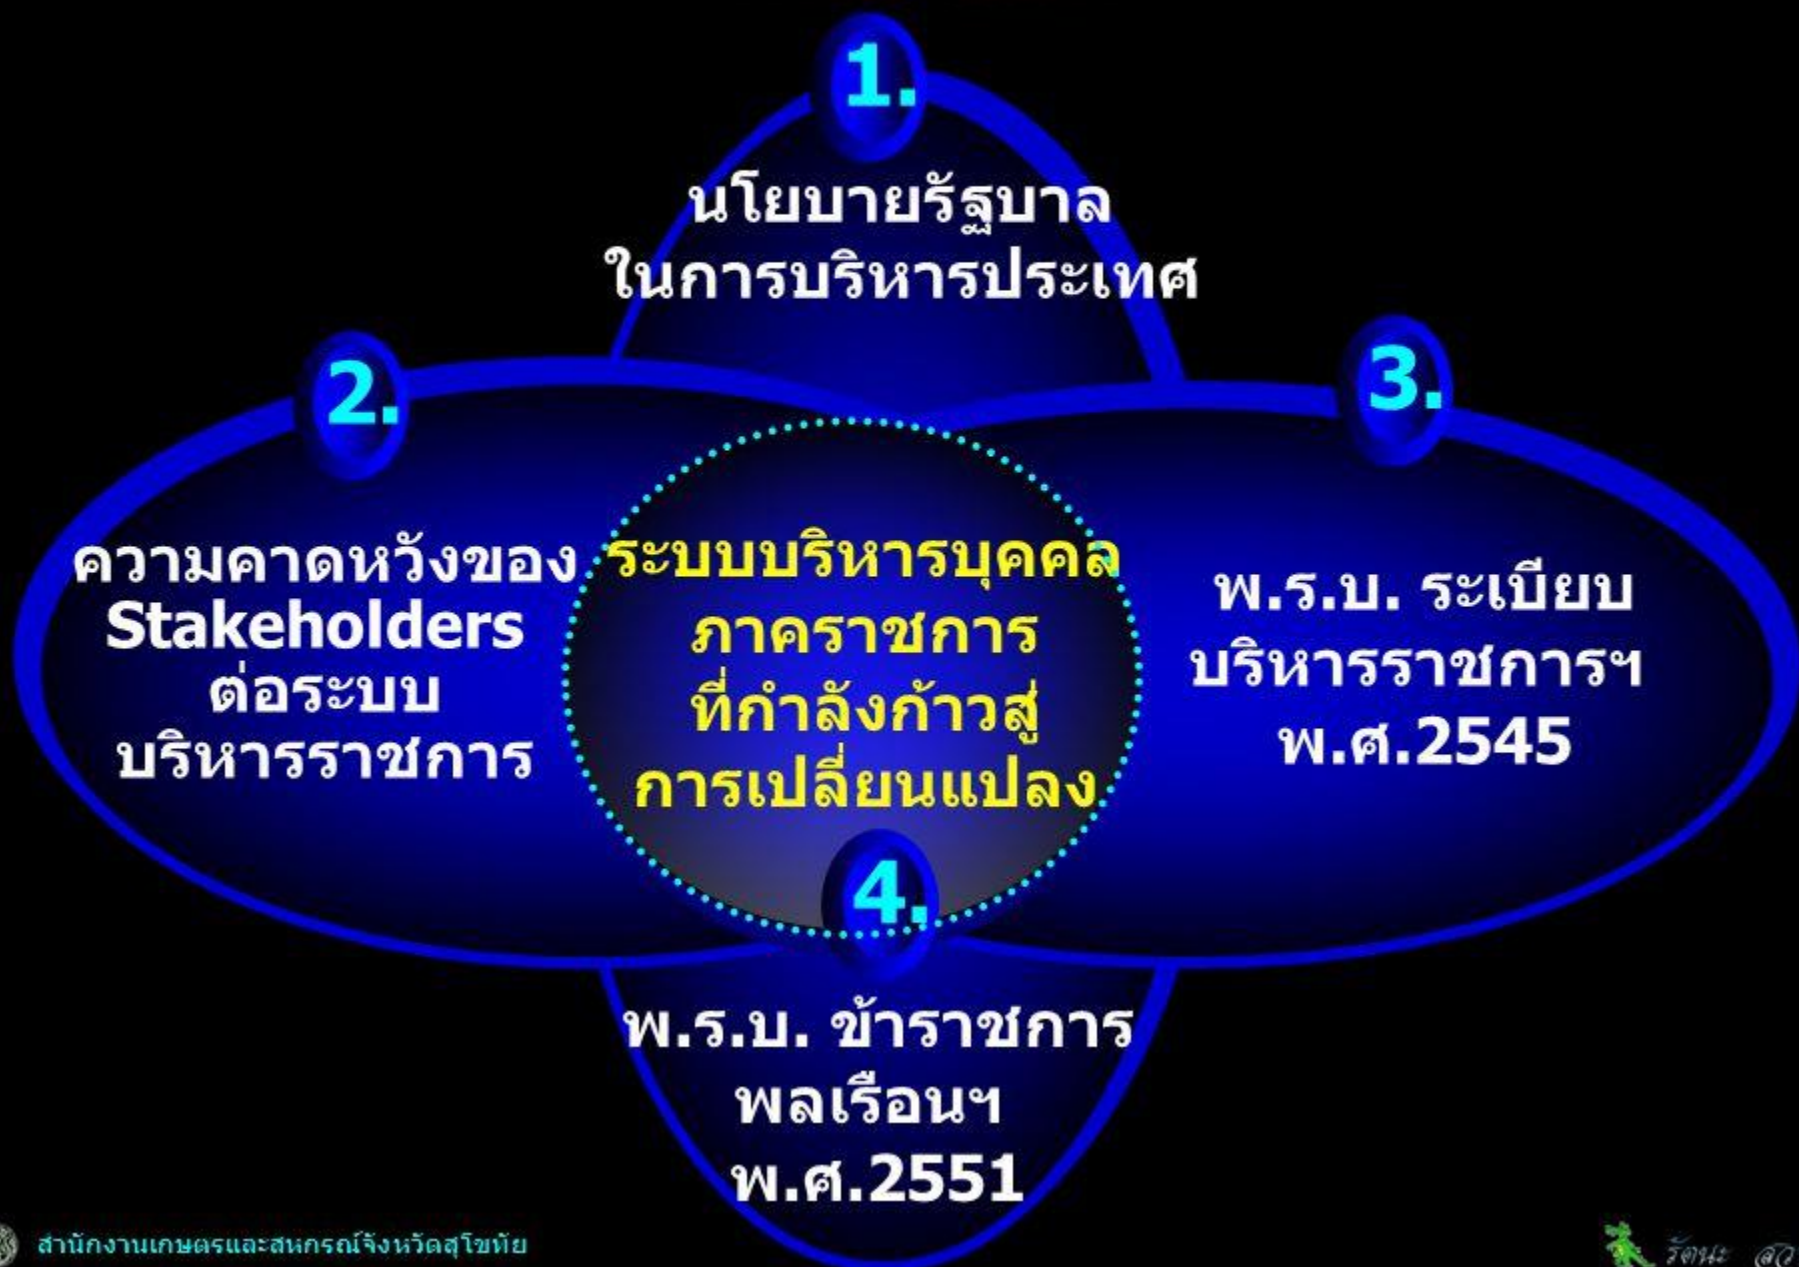 1.
นโยบายรัฐบาล
ในการบริหารประเทศ
2.
ความคาดหวังของ
Stakeholders
ต่อระบบ
บริหารราชการ
ระบบบริหารบุคคล
ภาคราชการ
ที่กำลังก้าวสู่
การเปลี่ยนแปลง
3.
พ.ร.บ. ระเบียบ
บริหารราชการฯ
พ.ศ.2545
4.
พ.ร.บ. ข้าราชการ
พลเรือนฯ
พ.ศ.2551
สำนักงานเกษตรและสหกรณ์จังหวัดสุโขทัย
รัตนะ